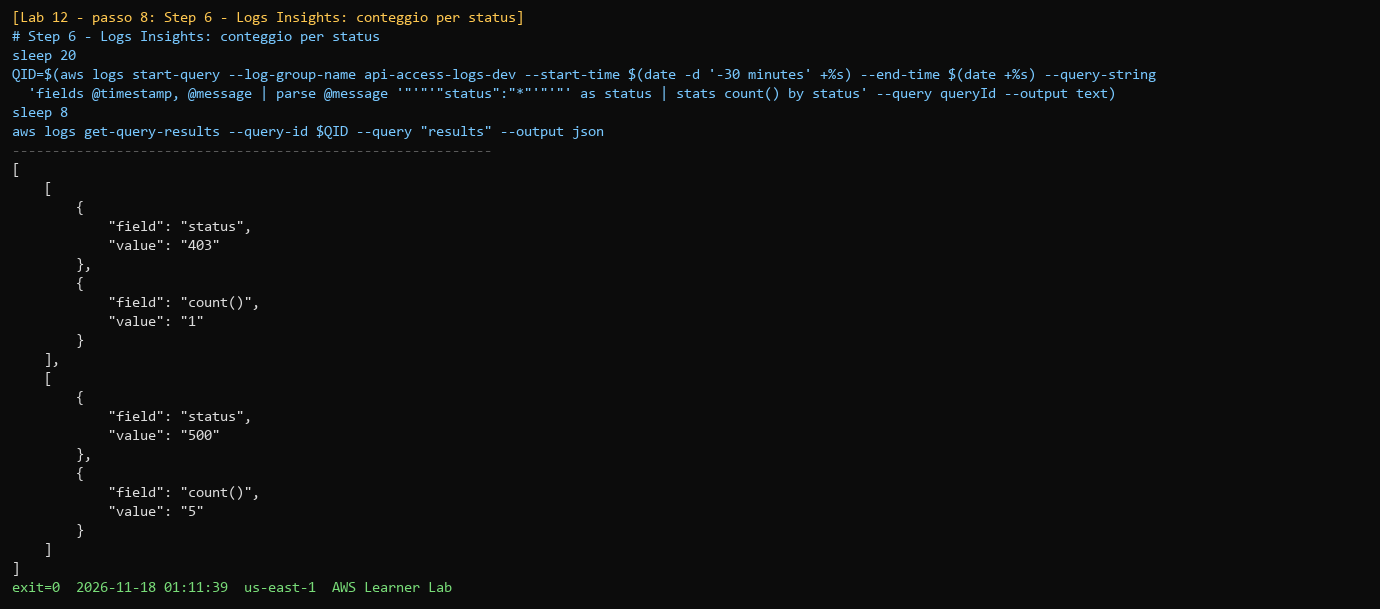 [Lab 12 - passo 8: Step 6 - Logs Insights: conteggio per status]
# Step 6 - Logs Insights: conteggio per status
sleep 20
QID=$(aws logs start-query --log-group-name api-access-logs-dev --start-time $(date -d '-30 minutes' +%s) --end-time $(date +%s) --query-string
  'fields @timestamp, @message | parse @message '"'"'"status":"*"'"'"' as status | stats count() by status' --query queryId --output text)
sleep 8
aws logs get-query-results --query-id $QID --query "results" --output json
------------------------------------------------------------
[
    [
        {
            "field": "status",
            "value": "403"
        },
        {
            "field": "count()",
            "value": "1"
        }
    ],
    [
        {
            "field": "status",
            "value": "500"
        },
        {
            "field": "count()",
            "value": "5"
        }
    ]
]
exit=0  2026-11-18 01:11:39  us-east-1  AWS Learner Lab